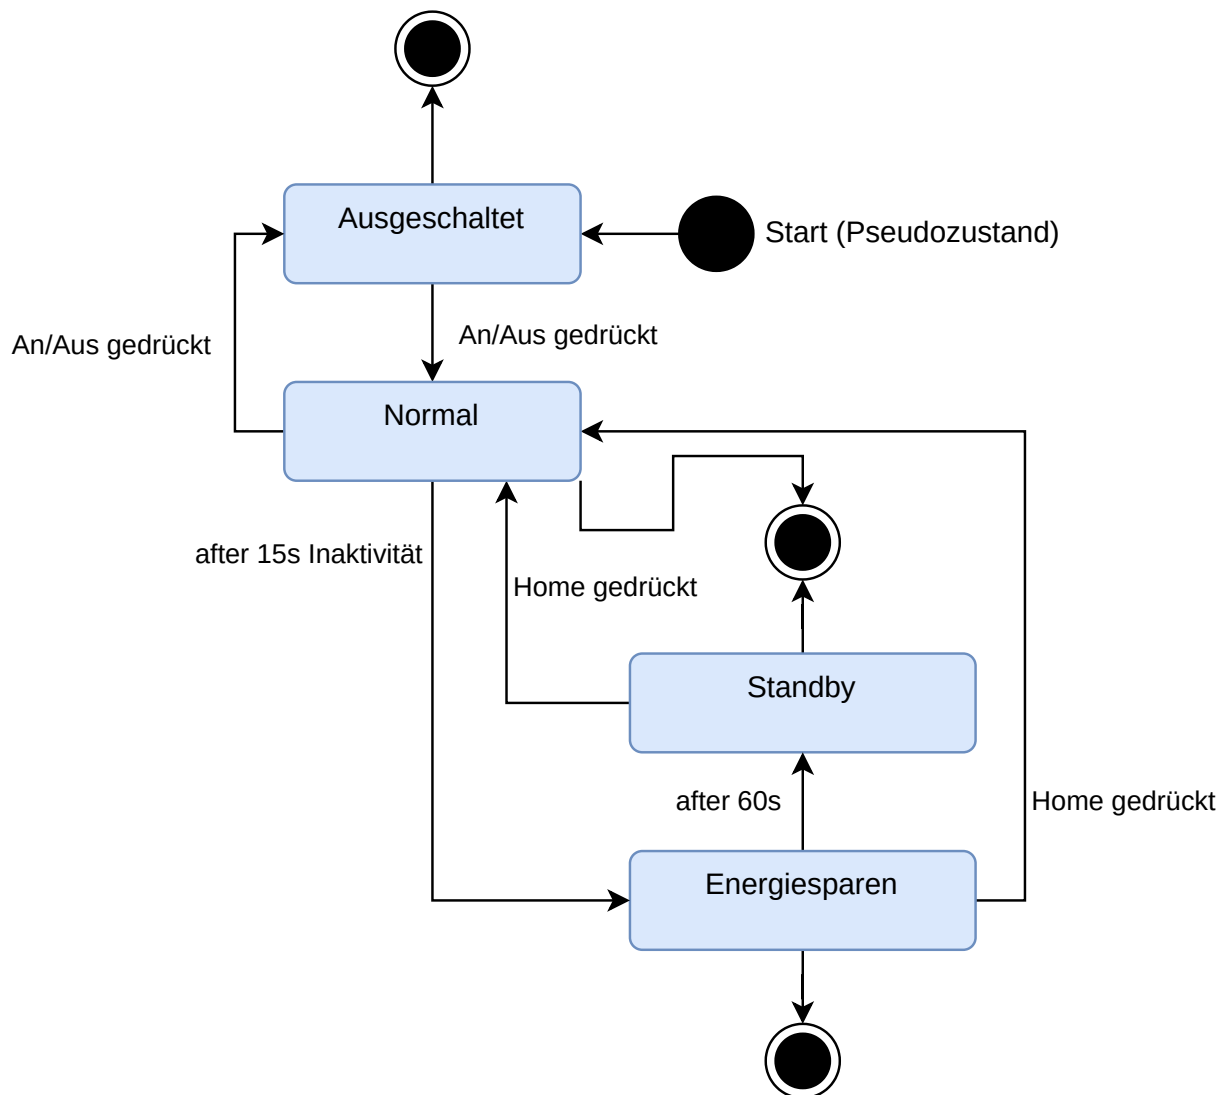 Ausgeschaltet
Start (Pseudozustand)
An/Aus gedrückt
An/Aus gedrückt
Normal
after 15s Inaktivität
Home gedrückt
Standby
after 60s
Home gedrückt
Energiesparen